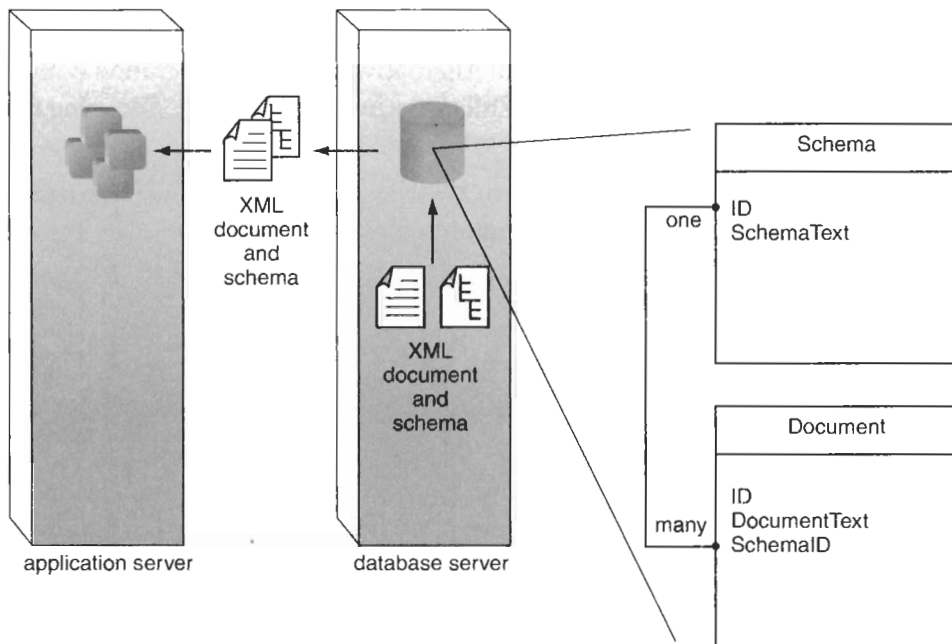 XML
document
and
schema
XML
document
and
schema
application server
database server
Schema
one
ID
SchemaText
Document
ID
many
DocumentText
SchemaID